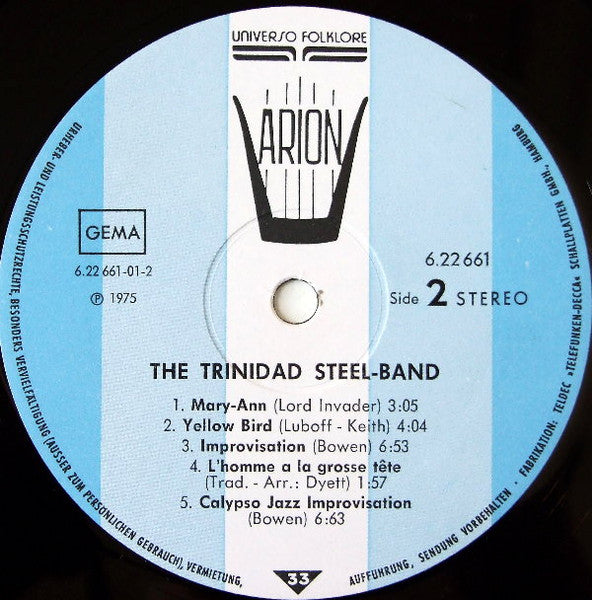 UNIVERSO FOLKLORE
ARION
GEMA
6.22 661-01-2
Ⓟ 1975
6.22 661
Side 2 STEREO
THE TRINIDAD STEEL-BAND
1. Mary-Ann (Lord Invader) 3:05
2. Yellow Bird (Luboff - Keith) 4:04
3. Improvisation (Bowen) 6:53
4. L'homme a la grosse tête
(Trad. - Arr.: Dyett) 1:57
5. Calypso Jazz Improvisation
(Bowen) 6:63
33
URHEBER- UND LEISTUNGSSCHUTZRECHTE, BESONDERS VERVIELFÄLTIGUNG (AUSSER ZUM PERSÖNLICHEN GEBRAUCH), VERMIETUNG, AUFFÜHRUNG, SENDUNG VORBEHALTEN · FABRIKATION: TELDEC »TELEFUNKEN-DECCA« SCHALLPLATTEN GMBH, HAMBURG